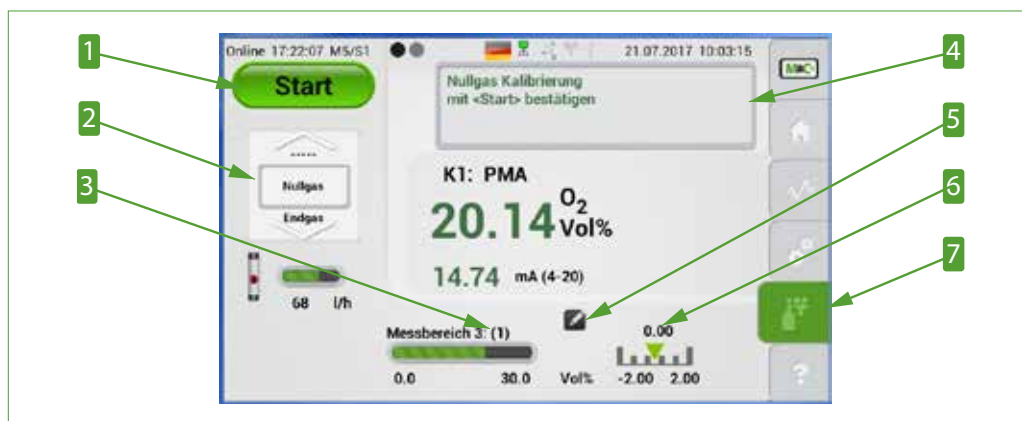 Online 17:22:07 M5/S1
21.07.2017 10:03:15
1
Start
Nullgas Kalibrierung
mit <Start> bestätigen
4
M&C
2
.....
Nullgas
Endgas
5
K1: PMA
20.14 O2
Vol%
3
6
14.74 mA (4-20)
7
68 l/h
Messbereich 3: (1)
0.00
0.0 30.0 Vol% -2.00 2.00
?